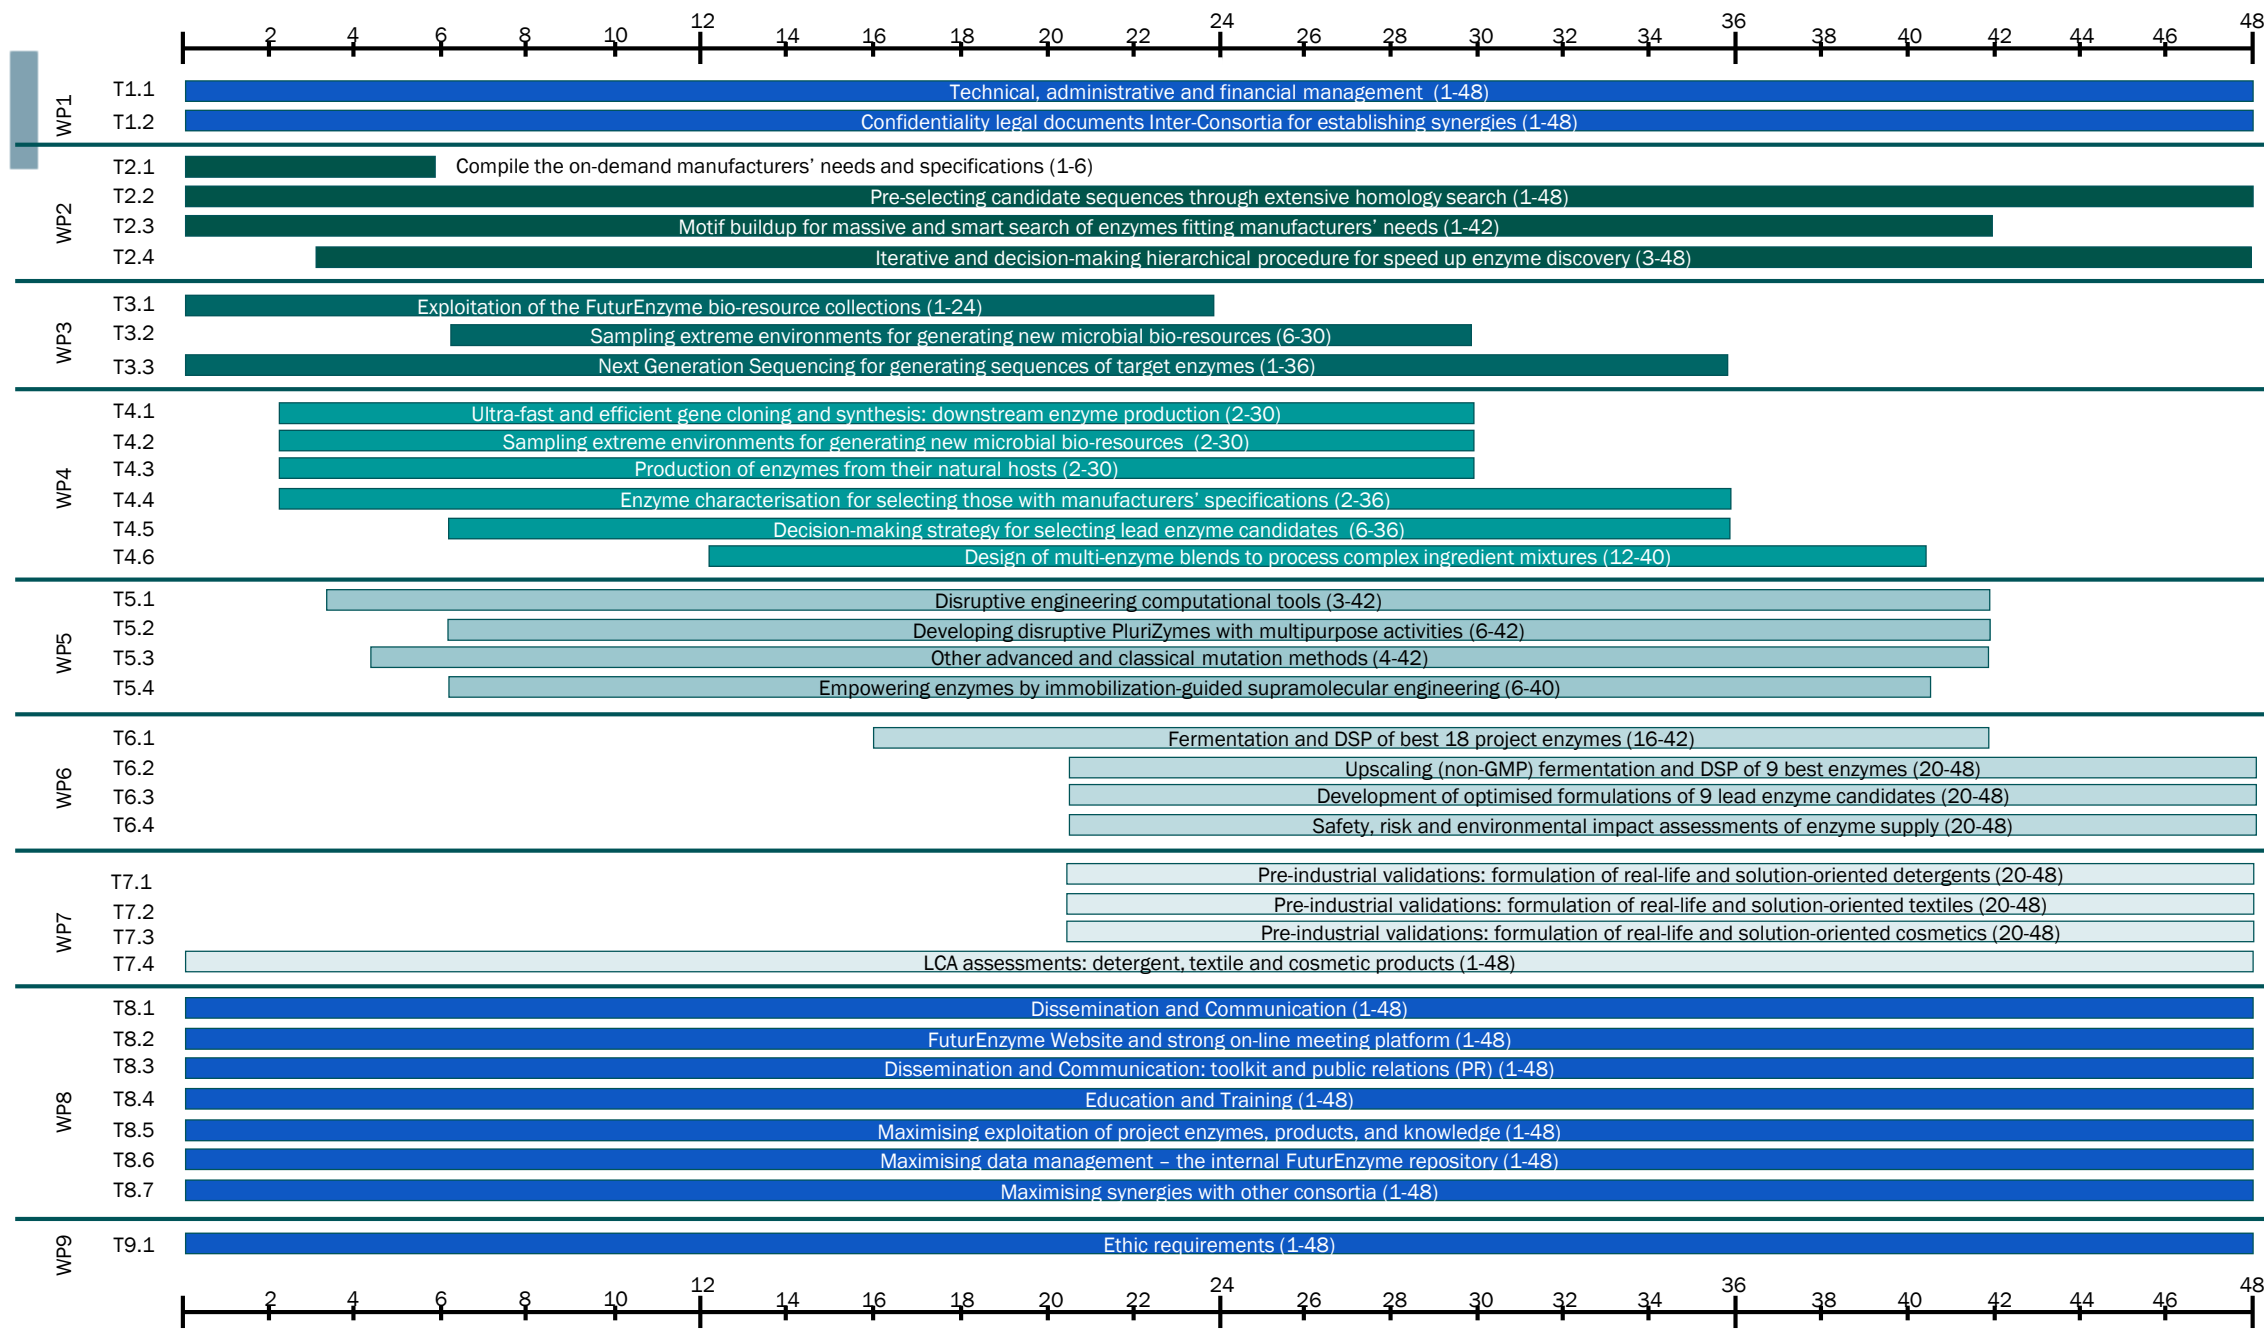 12 24 36 48
2 4 6 8 10 14 16 18 20 22 26 28 30 32 34 38 40 42 44 46
WP1
T1.1 Technical, administrative and financial management (1-48)
T1.2 Confidentiality legal documents Inter-Consortia for establishing synergies (1-48)
WP2
T2.1 Compile the on-demand manufacturers’ needs and specifications (1-6)
T2.2 Pre-selecting candidate sequences through extensive homology search (1-48)
T2.3 Motif buildup for massive and smart search of enzymes fitting manufacturers’ needs (1-42)
T2.4 Iterative and decision-making hierarchical procedure for speed up enzyme discovery (3-48)
WP3
T3.1 Exploitation of the FuturEnzyme bio-resource collections (1-24)
T3.2 Sampling extreme environments for generating new microbial bio-resources (6-30)
T3.3 Next Generation Sequencing for generating sequences of target enzymes (1-36)
WP4
T4.1 Ultra-fast and efficient gene cloning and synthesis: downstream enzyme production (2-30)
T4.2 Sampling extreme environments for generating new microbial bio-resources (2-30)
T4.3 Production of enzymes from their natural hosts (2-30)
T4.4 Enzyme characterisation for selecting those with manufacturers’ specifications (2-36)
T4.5 Decision-making strategy for selecting lead enzyme candidates (6-36)
T4.6 Design of multi-enzyme blends to process complex ingredient mixtures (12-40)
WP5
T5.1 Disruptive engineering computational tools (3-42)
T5.2 Developing disruptive PluriZymes with multipurpose activities (6-42)
T5.3 Other advanced and classical mutation methods (4-42)
T5.4 Empowering enzymes by immobilization-guided supramolecular engineering (6-40)
WP6
T6.1 Fermentation and DSP of best 18 project enzymes (16-42)
T6.2 Upscaling (non-GMP) fermentation and DSP of 9 best enzymes (20-48)
T6.3 Development of optimised formulations of 9 lead enzyme candidates (20-48)
T6.4 Safety, risk and environmental impact assessments of enzyme supply (20-48)
WP7
T7.1 Pre-industrial validations: formulation of real-life and solution-oriented detergents (20-48)
T7.2 Pre-industrial validations: formulation of real-life and solution-oriented textiles (20-48)
T7.3 Pre-industrial validations: formulation of real-life and solution-oriented cosmetics (20-48)
T7.4 LCA assessments: detergent, textile and cosmetic products (1-48)
WP8
T8.1 Dissemination and Communication (1-48)
T8.2 FuturEnzyme Website and strong on-line meeting platform (1-48)
T8.3 Dissemination and Communication: toolkit and public relations (PR) (1-48)
T8.4 Education and Training (1-48)
T8.5 Maximising exploitation of project enzymes, products, and knowledge (1-48)
T8.6 Maximising data management – the internal FuturEnzyme repository (1-48)
T8.7 Maximising synergies with other consortia (1-48)
WP9
T9.1 Ethic requirements (1-48)
12 24 36 48
2 4 6 8 10 14 16 18 20 22 26 28 30 32 34 38 40 42 44 46